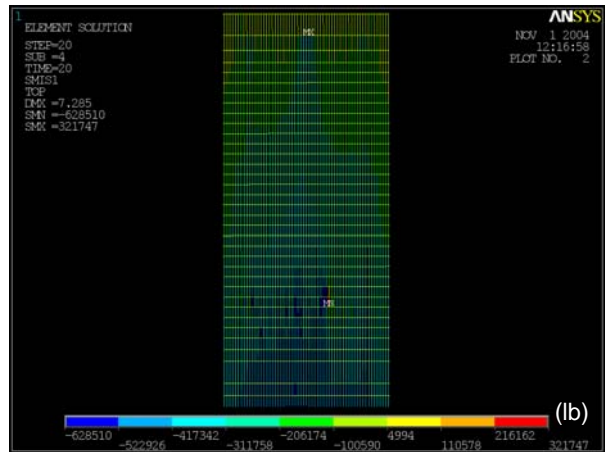 1
ELEMENT SOLUTION
STEP=20
SUB =4
TIME=20
SMIS1
TOP
DMX =7.285
SMN =-628510
SMX =321747
ANSYS
NOV 1 2004
12:16:58
PLOT NO. 2
MX
MN
(lb)
-628510 -417342 -206174 4994 216162
-522926 -311758 -100590 110578 321747